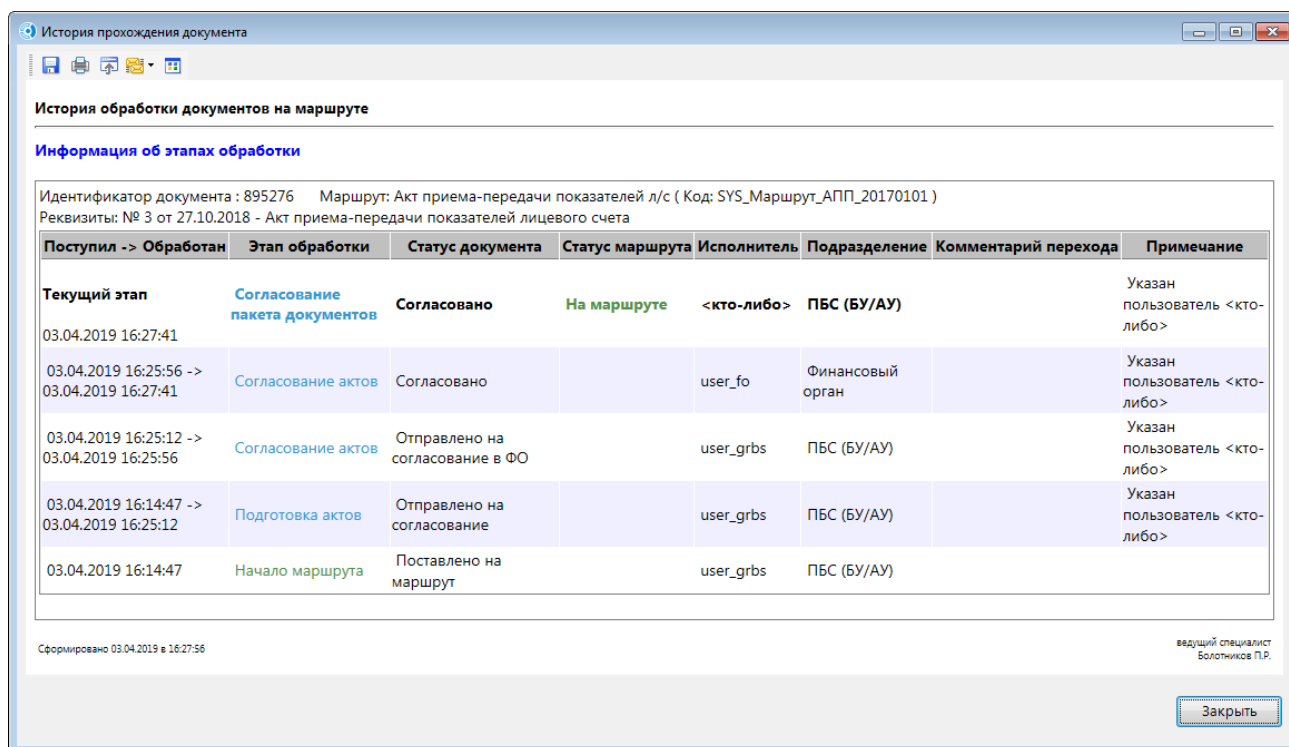 История прохождения документа
История обработки документов на маршруте
Информация об этапах обработки
Идентификатор документа : 895276 Маршрут: Акт приема-передачи показателей л/с ( Код: SYS_Маршрут_АПП_20170101 )
Реквизиты: № 3 от 27.10.2018 - Акт приема-передачи показателей лицевого счета
Поступил -> Обработан Этап обработки Статус документа Статус маршрута Исполнитель Подразделение Комментарий перехода Примечание
Текущий этап
03.04.2019 16:27:41
Согласование
пакета документов
Согласовано
На маршруте
<кто-либо>
ПБС (БУ/АУ)
Указан
пользователь <кто-
либо>
03.04.2019 16:25:56 ->
03.04.2019 16:27:41
Согласование актов
Согласовано
user_fo
Финансовый
орган
Указан
пользователь <кто-
либо>
03.04.2019 16:25:12 ->
03.04.2019 16:25:56
Согласование актов
Отправлено на
согласование в ФО
user_grbs
ПБС (БУ/АУ)
Указан
пользователь <кто-
либо>
03.04.2019 16:14:47 ->
03.04.2019 16:25:12
Подготовка актов
Отправлено на
согласование
user_grbs
ПБС (БУ/АУ)
Указан
пользователь <кто-
либо>
03.04.2019 16:14:47
Начало маршрута
Поставлено на
маршрут
user_grbs
ПБС (БУ/АУ)
Сформировано 03.04.2019 в 16:27:56
ведущий специалист
Болотников П.Р.
Закрыть